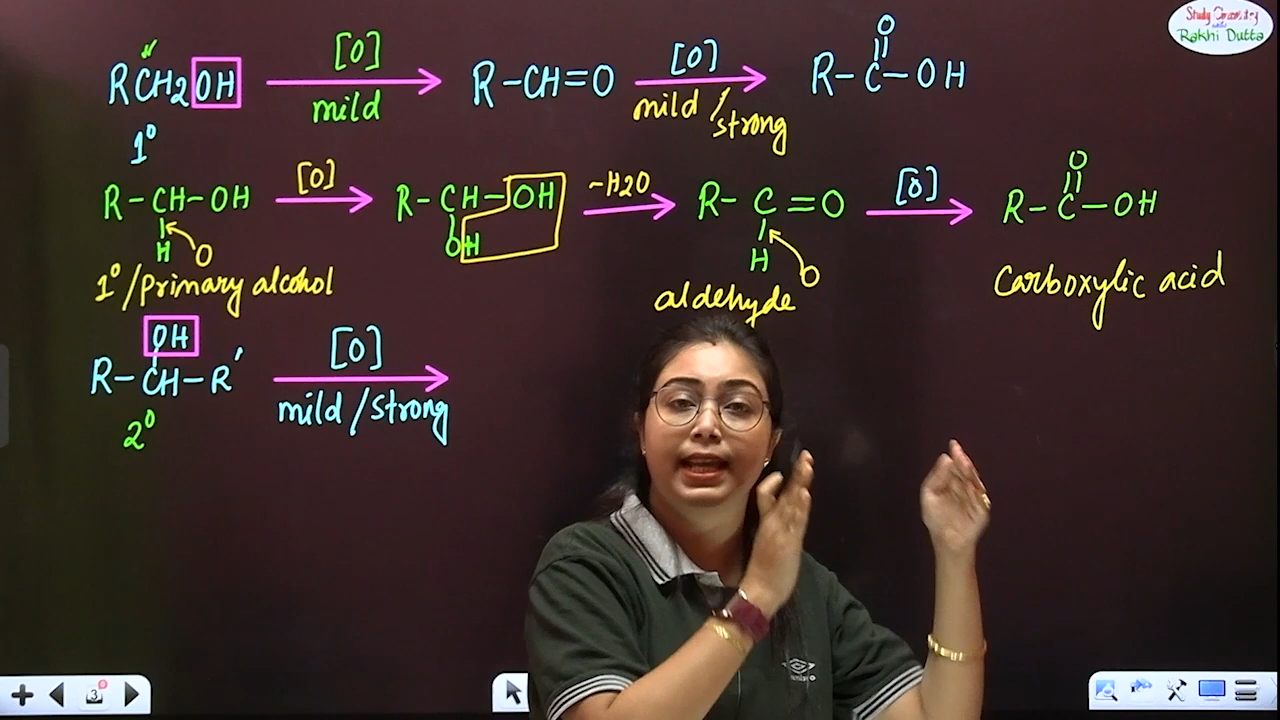 Study Chemistry
with
Rakhi Dutta
O
RCH2OH [O] R-CH=O [O] R-C-OH
mild mild/strong
1°
O
R-CH-OH [O] R-CH-OH -H2O R-C=O [O] R-C-OH
H O OH H O
1°/Primary alcohol aldehyde Carboxylic acid
OH
R-CH-R' [O]
mild/strong
2°
3